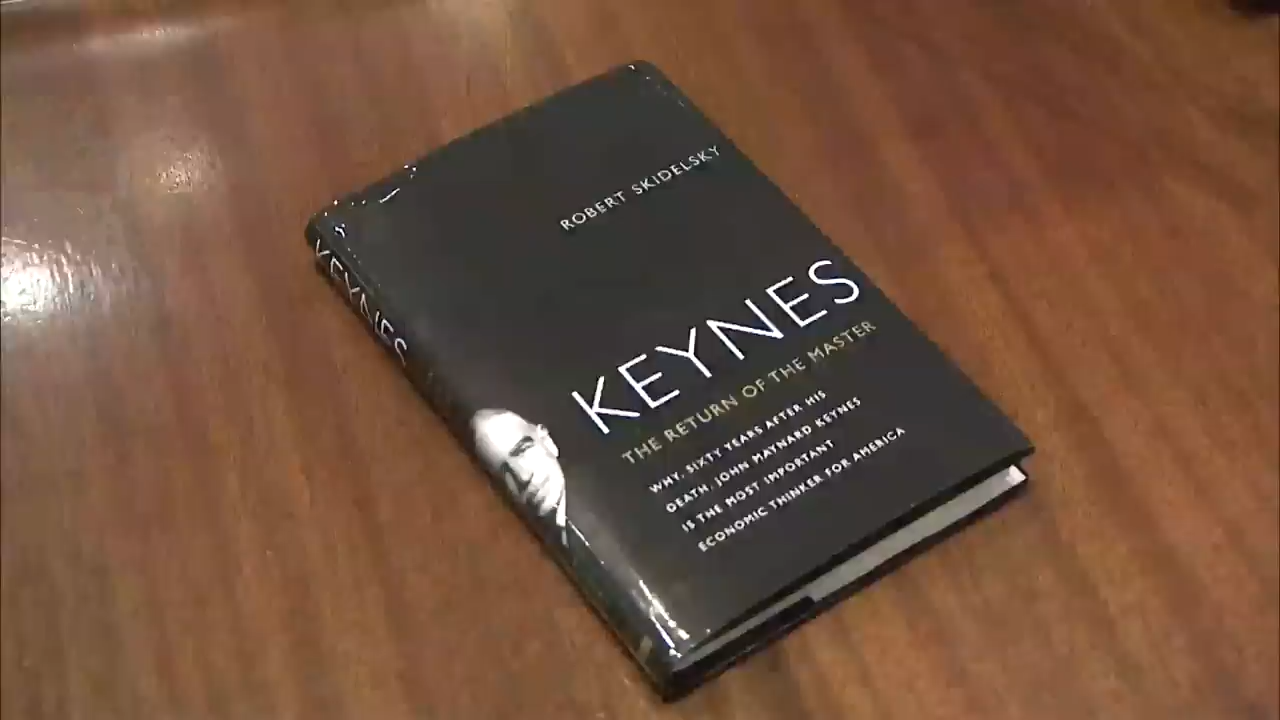 ROBERT SKIDELSKY
KEYNES
THE RETURN OF THE MASTER
WHY, SIXTY YEARS AFTER HIS
DEATH, JOHN MAYNARD KEYNES
IS THE MOST IMPORTANT
ECONOMIC THINKER FOR AMERICA
KEYNES